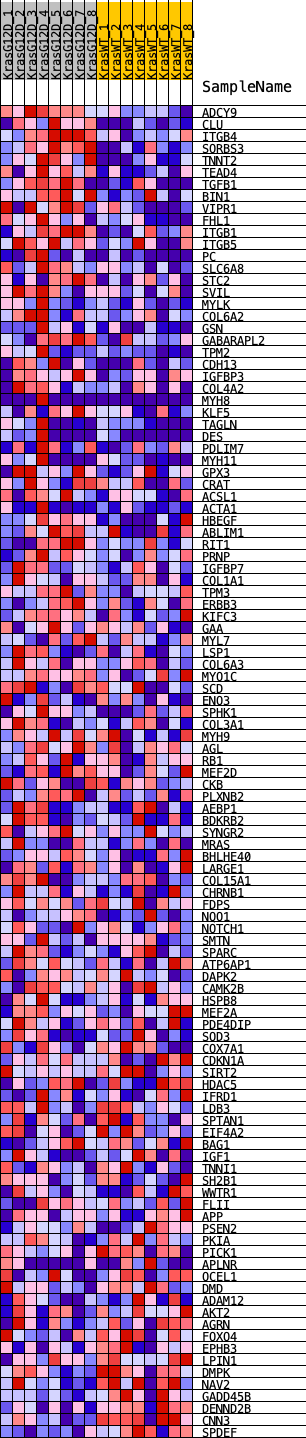 KrasG12D_1
KrasG12D_2
KrasG12D_3
KrasG12D_4
KrasG12D_5
KrasG12D_6
KrasG12D_7
KrasG12D_8
KrasWT_1
KrasWT_2
KrasWT_3
KrasWT_4
KrasWT_5
KrasWT_6
KrasWT_7
KrasWT_8
SampleName
ADCY9
CLU
ITGB4
SORBS3
TNNT2
TEAD4
TGFB1
BIN1
VIPR1
FHL1
ITGB1
ITGB5
PC
SLC6A8
STC2
SVIL
MYLK
COL6A2
GSN
GABARAPL2
TPM2
CDH13
IGFBP3
COL4A2
MYH8
KLF5
TAGLN
DES
PDLIM7
MYH11
GPX3
CRAT
ACSL1
ACTA1
HBEGF
ABLIM1
RIT1
PRNP
IGFBP7
COL1A1
TPM3
ERBB3
KIFC3
GAA
MYL7
LSP1
COL6A3
MYO1C
SCD
ENO3
SPHK1
COL3A1
MYH9
AGL
RB1
MEF2D
CKB
PLXNB2
AEBP1
BDKRB2
SYNGR2
MRAS
BHLHE40
LARGE1
COL15A1
CHRNB1
FDPS
NQO1
NOTCH1
SMTN
SPARC
ATP6AP1
DAPK2
CAMK2B
HSPB8
MEF2A
PDE4DIP
SOD3
COX7A1
CDKN1A
SIRT2
HDAC5
IFRD1
LDB3
SPTAN1
EIF4A2
BAG1
IGF1
TNNI1
SH2B1
WWTR1
FLII
APP
PSEN2
PKIA
PICK1
APLNR
OCEL1
DMD
ADAM12
AKT2
AGRN
FOXO4
EPHB3
LPIN1
DMPK
NAV2
GADD45B
DENND2B
CNN3
SPDEF